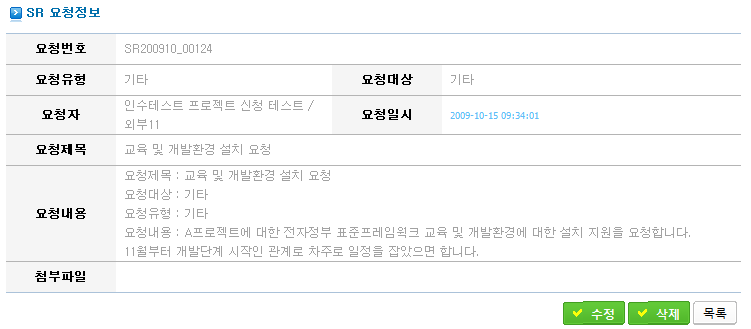 SR 요청정보
요청번호 SR200910_00124
요청유형 기타 요청대상 기타
요청자 인수테스트 프로젝트 신청 테스트 / 외부11 요청일시 2009-10-15 09:34:01
요청제목 교육 및 개발환경 설치 요청
요청내용
요청제목 : 교육 및 개발환경 설치 요청
요청대상 : 기타
요청유형 : 기타
요청내용 : A프로젝트에 대한 전자정부 표준프레임워크 교육 및 개발환경에 대한 설치 지원을 요청합니다.
11월부터 개발단계 시작인 관계로 차주로 일정을 잡았으면 합니다.
첨부파일
수정 삭제 목록